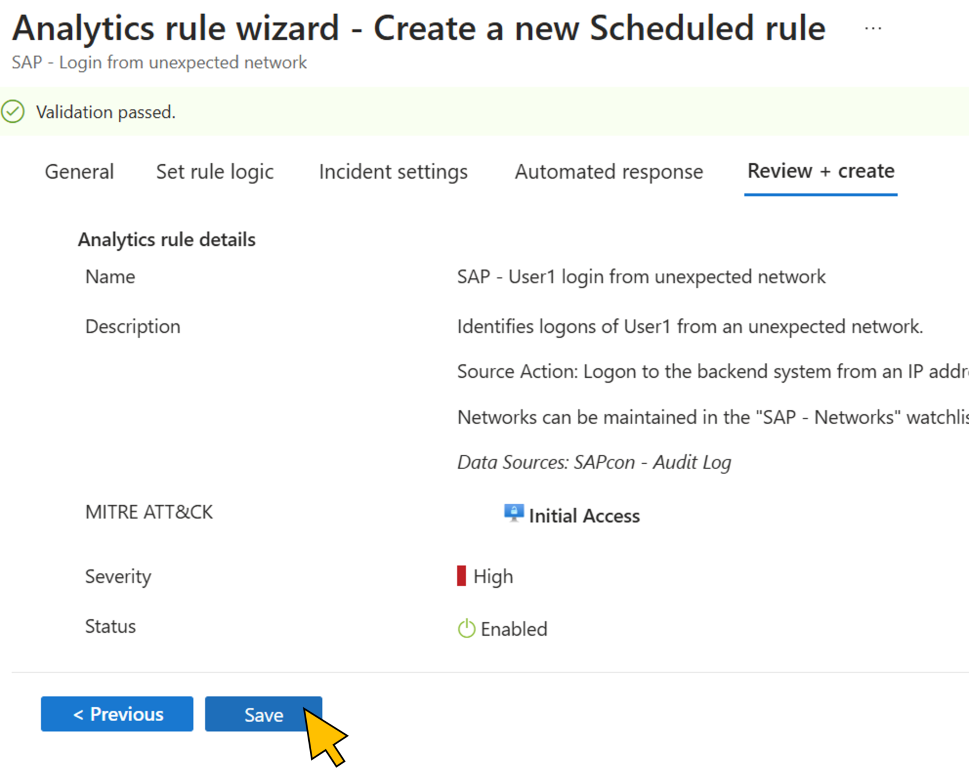 Analytics rule wizard - Create a new Scheduled rule ...
SAP - Login from unexpected network
Validation passed.
General Set rule logic Incident settings Automated response Review + create
Analytics rule details
Name SAP - User1 login from unexpected network
Description Identifies logons of User1 from an unexpected network.
Source Action: Logon to the backend system from an IP
Networks can be maintained in the "SAP - Networks"
Data Sources: SAPcon - Audit Log
MITRE ATT&CK Initial Access
Severity High
Status Enabled
< Previous Save